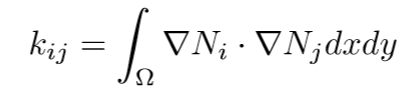 k_{ij} = \int_{\Omega} \nabla N_i \cdot \nabla N_j dxdy